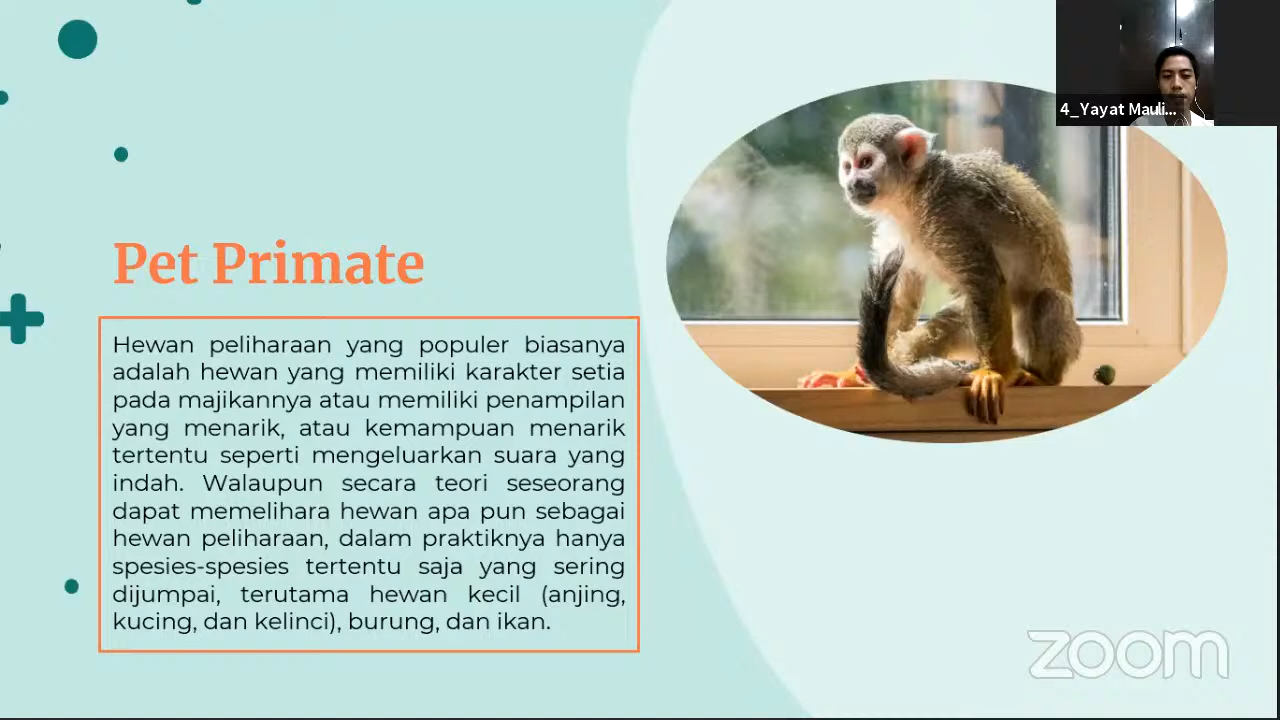 4_Yayat Mauli...
Pet Primate
Hewan peliharaan yang populer biasanya
adalah hewan yang memiliki karakter setia
pada majikannya atau memiliki penampilan
yang menarik, atau kemampuan menarik
tertentu seperti mengeluarkan suara yang
indah. Walaupun secara teori seseorang
dapat memelihara hewan apa pun sebagai
hewan peliharaan, dalam praktiknya hanya
spesies-spesies tertentu saja yang sering
dijumpai, terutama hewan kecil (anjing,
kucing, dan kelinci), burung, dan ikan.
zoom